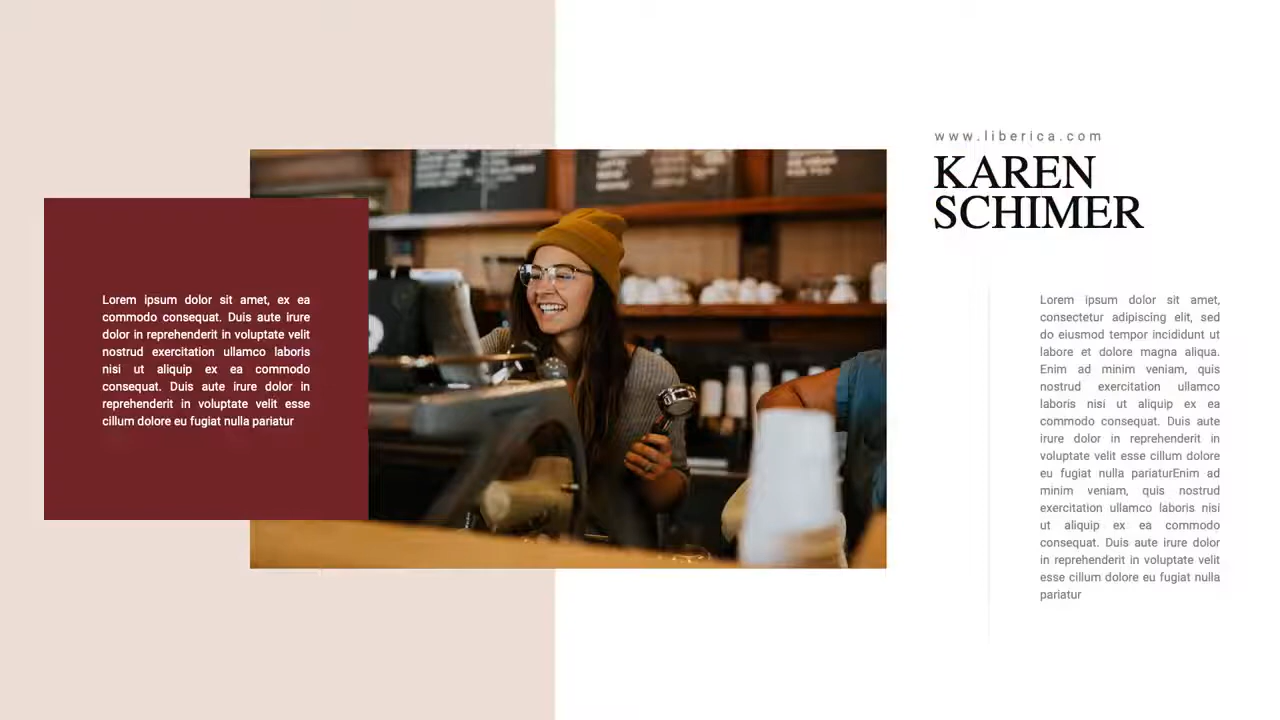 www.liberica.com
KAREN
SCHIMER
Lorem ipsum dolor sit amet, ex ea
commodo consequat. Duis aute irure
dolor in reprehenderit in voluptate velit
nostrud exercitation ullamco laboris
nisi ut aliquip ex ea commodo
consequat. Duis aute irure dolor in
reprehenderit in voluptate velit esse
cillum dolore eu fugiat nulla pariatur
Lorem ipsum dolor sit amet,
consectetur adipiscing elit, sed
do eiusmod tempor incididunt ut
labore et dolore magna aliqua.
Enim ad minim veniam, quis
nostrud exercitation ullamco
laboris nisi ut aliquip ex ea
commodo consequat. Duis aute
irure dolor in reprehenderit in
voluptate velit esse cillum dolore
eu fugiat nulla pariaturEnim ad
minim veniam, quis nostrud
exercitation ullamco laboris nisi
ut aliquip ex ea commodo
consequat. Duis aute irure dolor
in reprehenderit in voluptate velit
esse cillum dolore eu fugiat nulla
pariatur